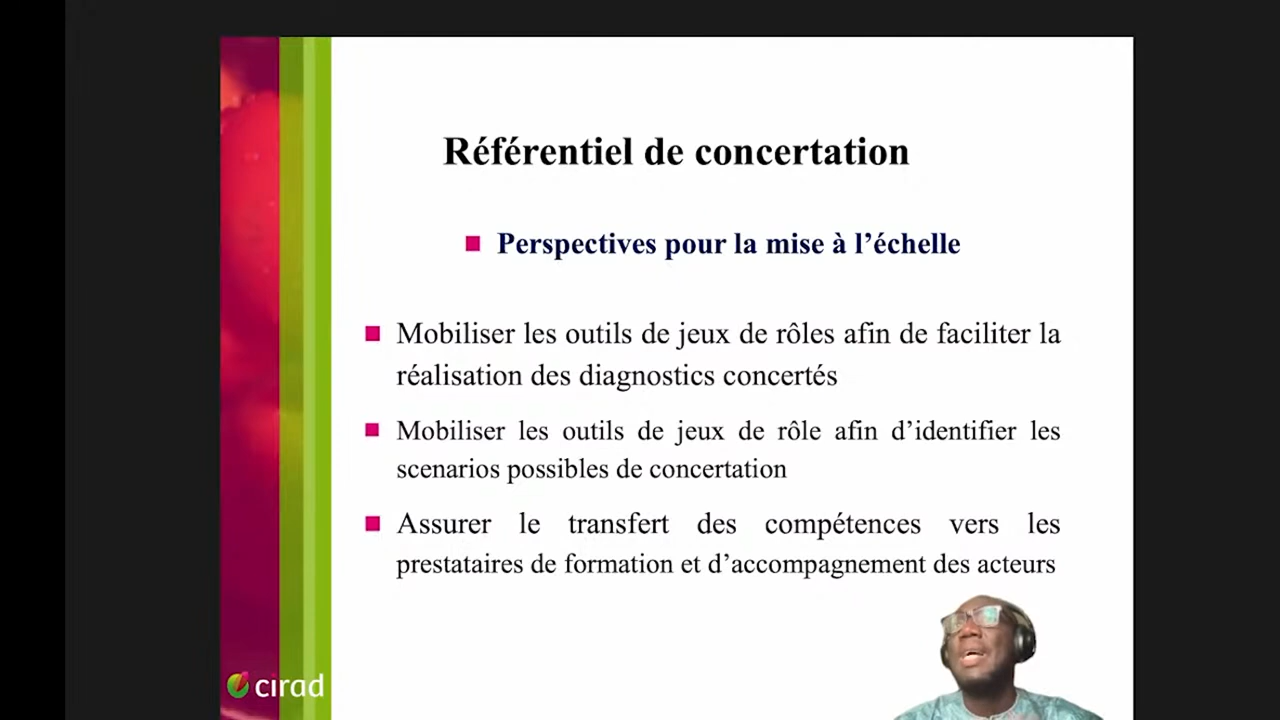 Référentiel de concertation
Perspectives pour la mise à l’échelle
Mobiliser les outils de jeux de rôles afin de faciliter la
réalisation des diagnostics concertés
Mobiliser les outils de jeux de rôle afin d’identifier les
scenarios possibles de concertation
Assurer le transfert des compétences vers les
prestataires de formation et d’accompagnement des acteurs
cirad